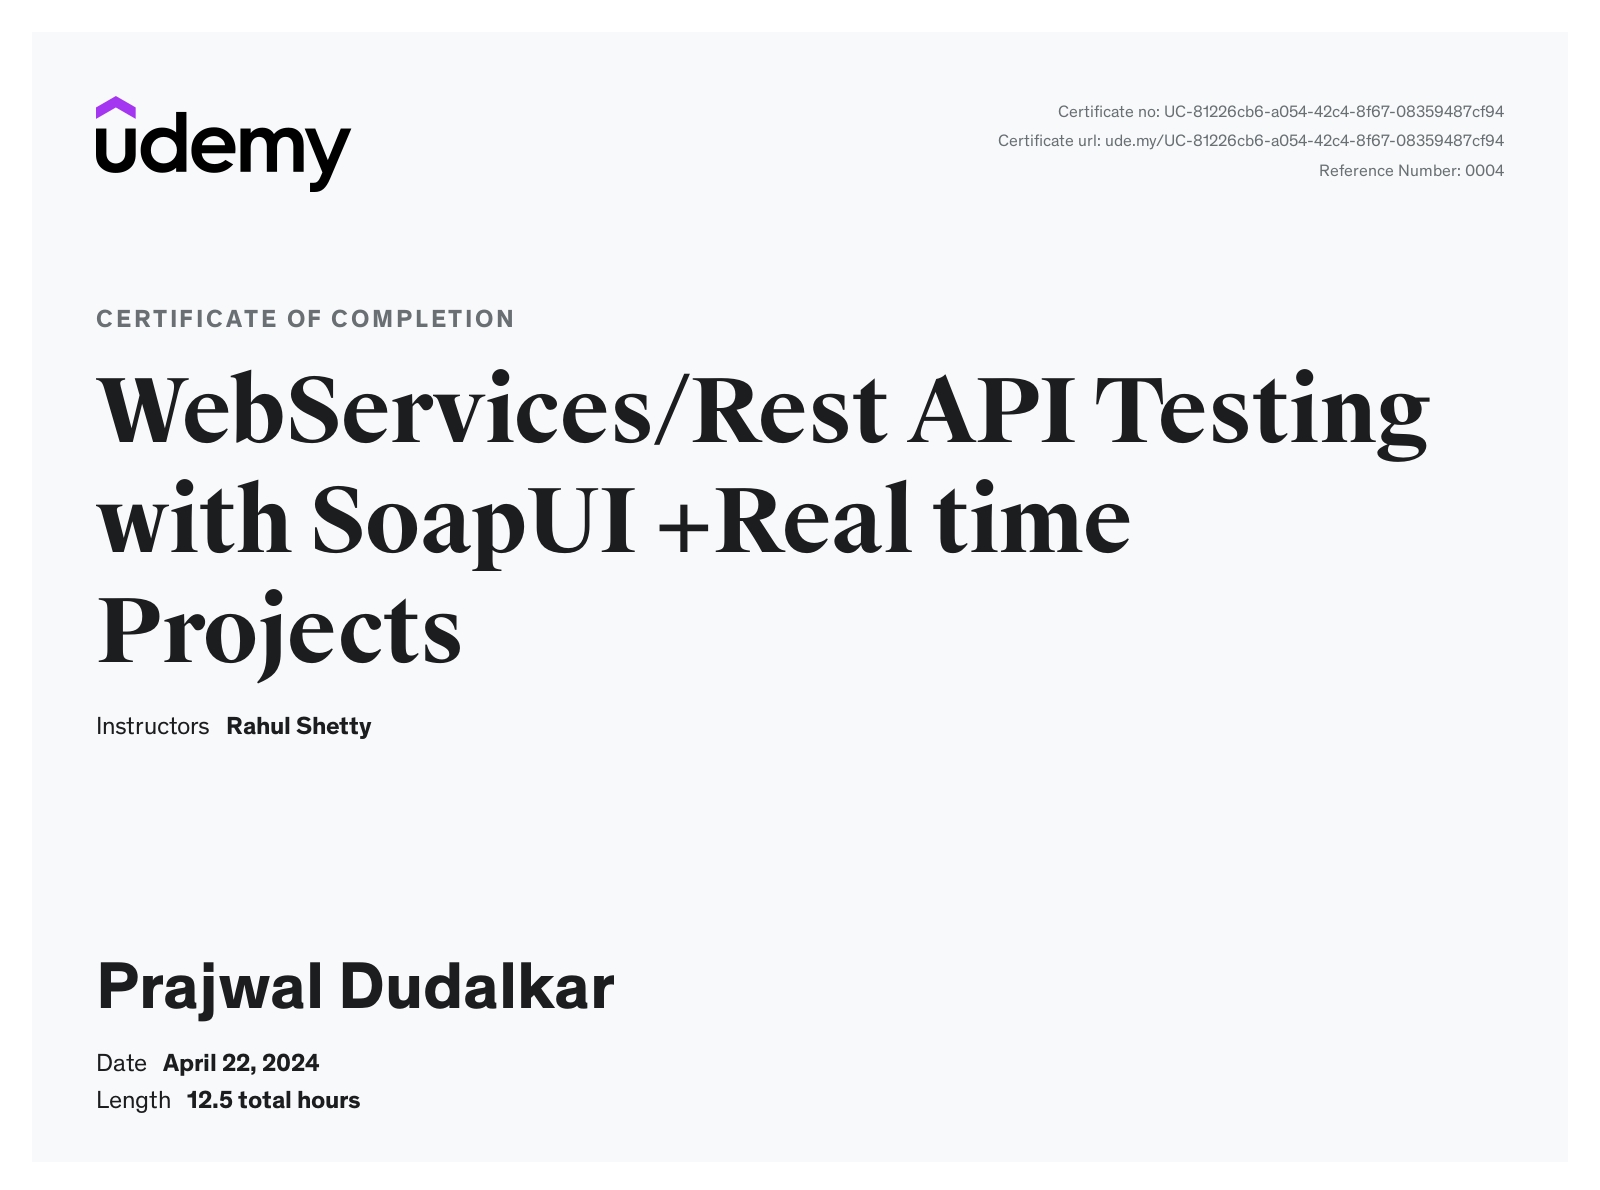 udemy
Certificate no: UC-81226cb6-a054-42c4-8f67-08359487cf94
Certificate url: ude.my/UC-81226cb6-a054-42c4-8f67-08359487cf94
Reference Number: 0004
CERTIFICATE OF COMPLETION
WebServices/Rest API Testing
with SoapUI +Real time
Projects
Instructors Rahul Shetty
Prajwal Dudalkar
Date April 22, 2024
Length 12.5 total hours